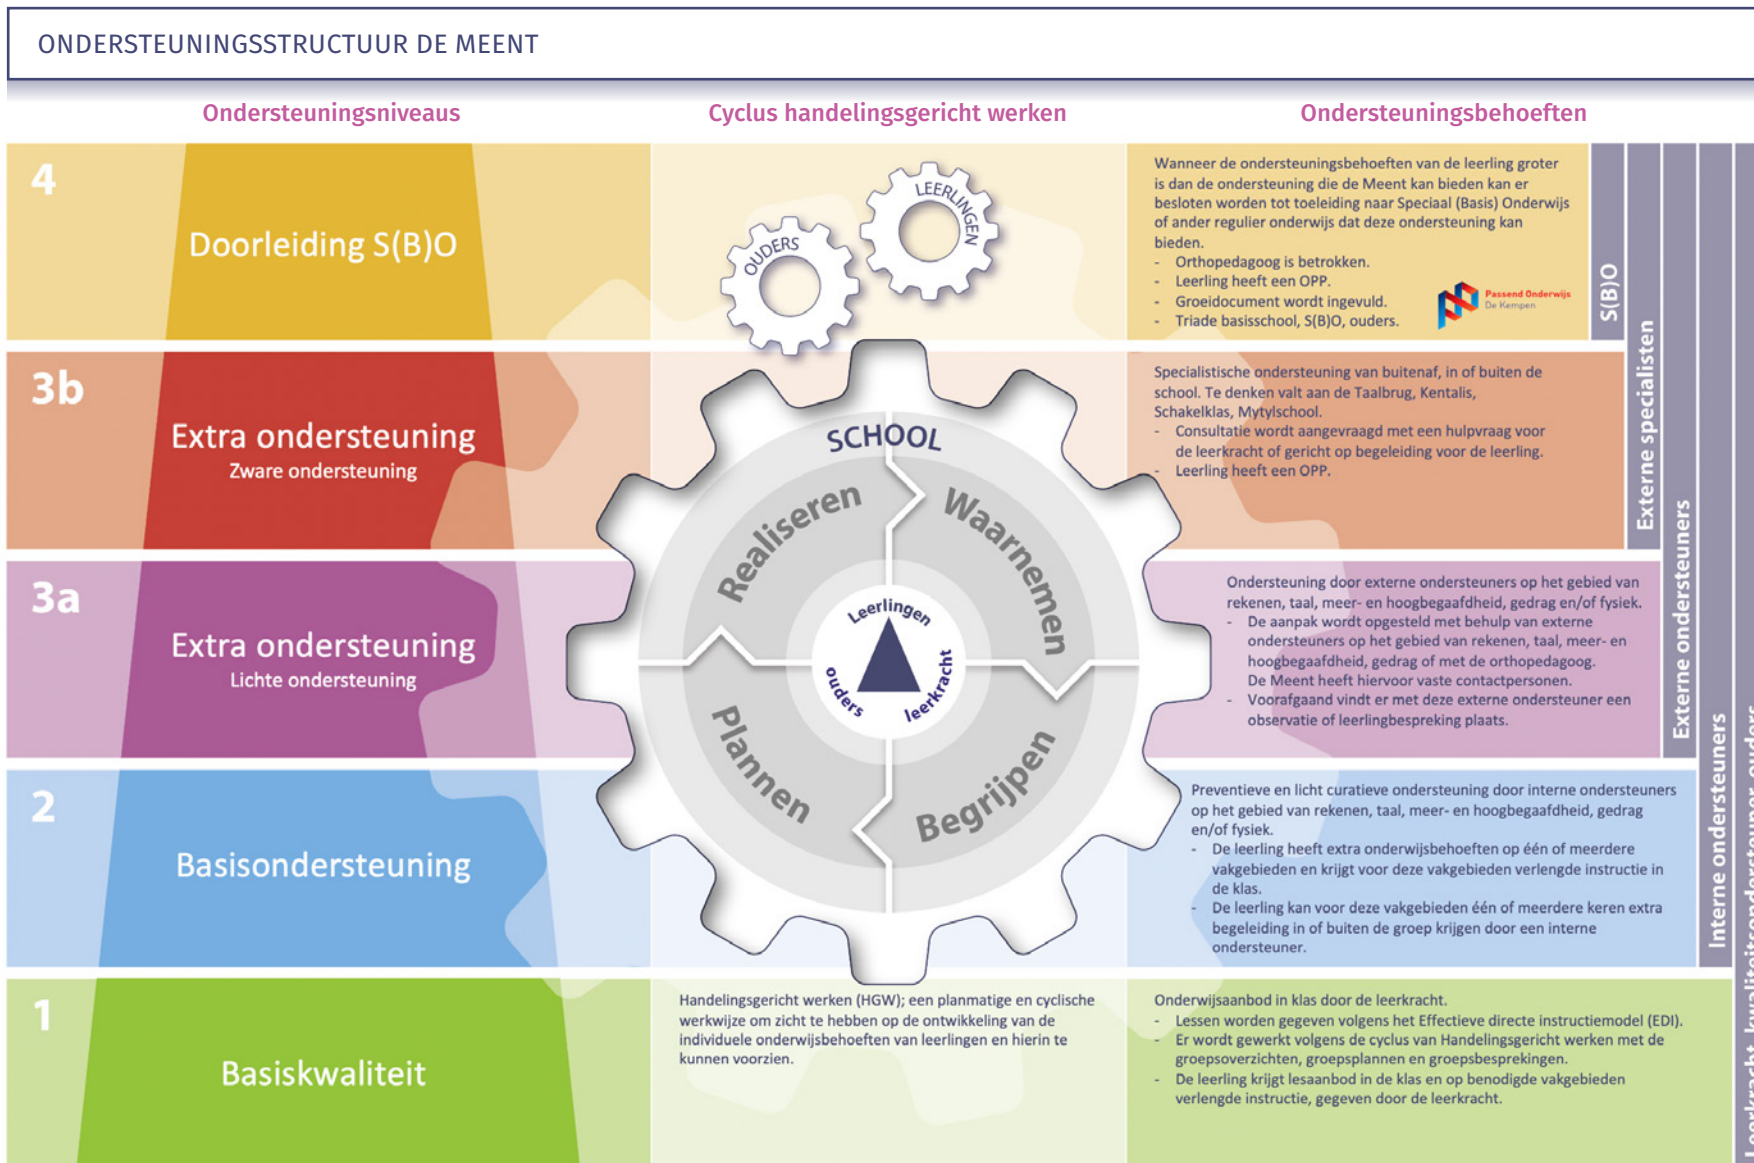 ONDERSTEUNINGSSTRUCTUUR DE MEENT
Ondersteuningsniveaus
Cyclus handelingsgericht werken
Ondersteuningsbehoeften
4
Doorleiding S(B)O
OUDERS
LEERLINGEN
Wanneer de ondersteuningsbehoeften van de leerling groter
is dan de ondersteuning die de Meent kan bieden kan er
besloten worden tot toeleiding naar Speciaal (Basis) Onderwijs
of ander regulier onderwijs dat deze ondersteuning kan
bieden.
- Orthopedagoog is betrokken.
- Leerling heeft een OPP.
- Groeidocument wordt ingevuld.
- Triade basisschool, S(B)O, ouders.
Passend Onderwijs
De Kempen
S(B)O
3b
Extra ondersteuning
Zware ondersteuning
Specialistische ondersteuning van buitenaf, in of buiten de
school. Te denken valt aan de Taalbrug, Kentalis,
Schakelklas, Mytylschool.
- Consultatie wordt aangevraagd met een hulpvraag voor
de leerkracht of gericht op begeleiding voor de leerling.
- Leerling heeft een OPP.
Externe specialisten
3a
Extra ondersteuning
Lichte ondersteuning
SCHOOL
Realiseren
Waarnemen
Plannen
Begrijpen
Leerlingen
ouders
leerkracht
Ondersteuning door externe ondersteuners op het gebied van
rekenen, taal, meer- en hoogbegaafdheid, gedrag en/of fysiek.
- De aanpak wordt opgesteld met behulp van externe
ondersteuners op het gebied van rekenen, taal, meer- en
hoogbegaafdheid, gedrag of met de orthopedagoog.
De Meent heeft hiervoor vaste contactpersonen.
- Voorafgaand vindt er met deze externe ondersteuner een
observatie of leerlingbespreking plaats.
Externe ondersteuners
2
Basisondersteuning
Preventieve en licht curatieve ondersteuning door interne ondersteuners
op het gebied van rekenen, taal, meer- en hoogbegaafdheid, gedrag
en/of fysiek.
- De leerling heeft extra onderwijsbehoeften op één of meerdere
vakgebieden en krijgt voor deze vakgebieden verlengde instructie in
de klas.
- De leerling kan voor deze vakgebieden één of meerdere keren extra
begeleiding in of buiten de groep krijgen door een interne
ondersteuner.
Interne ondersteuners
1
Basiskwaliteit
Handelingsgericht werken (HGW); een planmatige en cyclische
werkwijze om zicht te hebben op de ontwikkeling van de
individuele onderwijsbehoeften van leerlingen en hierin te
kunnen voorzien.
Onderwijsaanbod in klas door de leerkracht.
- Lessen worden gegeven volgens het Effectieve directe instructiemodel (EDI).
- Er wordt gewerkt volgens de cyclus van Handelingsgericht werken met de
groepsoverzichten, groepsplannen en groepsbesprekingen.
- De leerling krijgt lesaanbod in de klas en op benodigde vakgebieden
verlengde instructie, gegeven door de leerkracht.
Leerkracht, kwaliteitsondersteuner, ouders